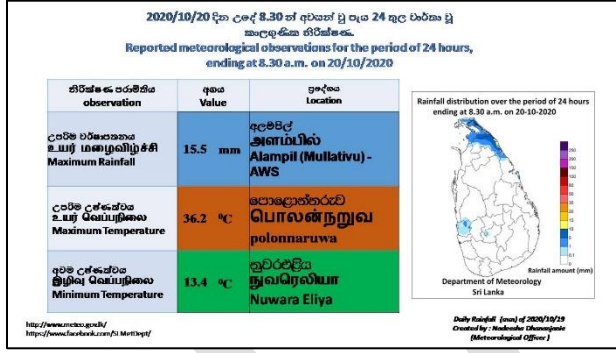 2020/10/20 දින උදේ 8.30 න් අවසන් වූ පැය 24 තුල වාර්තා වූ
කාලගුණික නිරීක්ෂණ.
Reported meteorological observations for the period of 24 hours,
ending at 8.30 a.m. on 20/10/2020
නිරීක්ෂණ පරාමිතිය
observation
අගය
Value
ප්‍රදේශය
Location
උපරිම වර්ෂාපතනය
உயர் மழைவீழ்ச்சி
Maximum Rainfall
15.5 mm
අලම්පිල්
அளம்பில்
Alampil (Mullativu) -
AWS
උපරිම උෂ්ණත්වය
உயர் வெப்பநிலை
Maximum Temperature
36.2 ⁰C
පොළොන්නරුව
பொலன்நறுவ
polonnaruwa
අවම උෂ්ණත්වය
இழிவு வெப்பநிலை
Minimum Temperature
13.4 ⁰C
නුවරඑළිය
நுவரெலியா
Nuwara Eliya
Rainfall distribution over the period of 24 hours
ending at 8.30 a.m. on 20-10-2020
Rainfall amount (mm)
Department of Meteorology
Sri Lanka
http://www.meteo.gov.lk/
https://www.facebook.com/Sl MetDept/
Daily Rainfall (mm) of 2020/10/19
Created by : Nadeesha Dhananjanie
(Meteorological Officer )